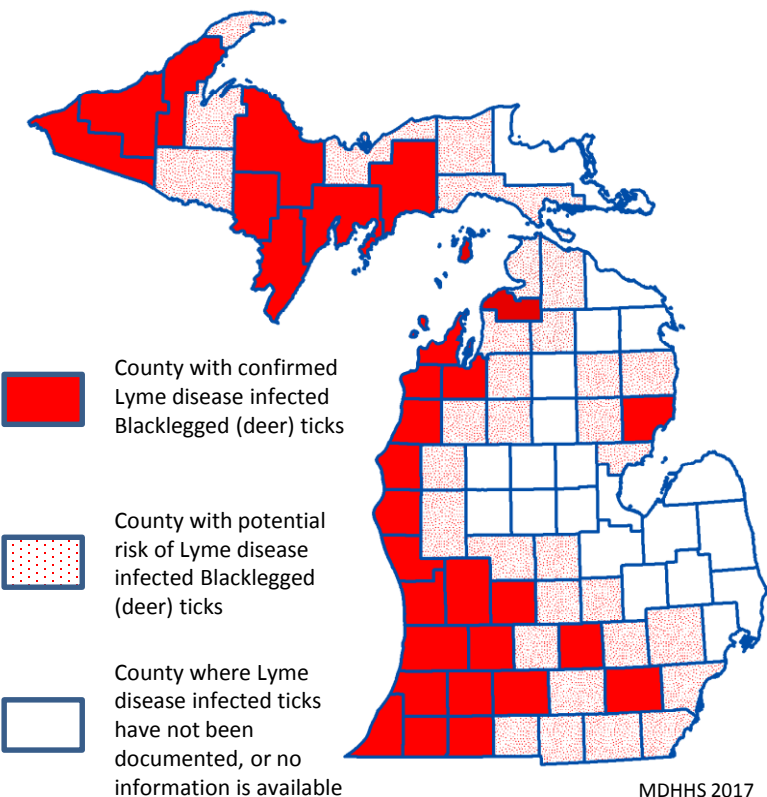 County with confirmed
Lyme disease infected
Blacklegged (deer) ticks
County with potential
risk of Lyme disease
infected Blacklegged
(deer) ticks
County where Lyme
disease infected ticks
have not been
documented, or no
information is available
MDHHS 2017